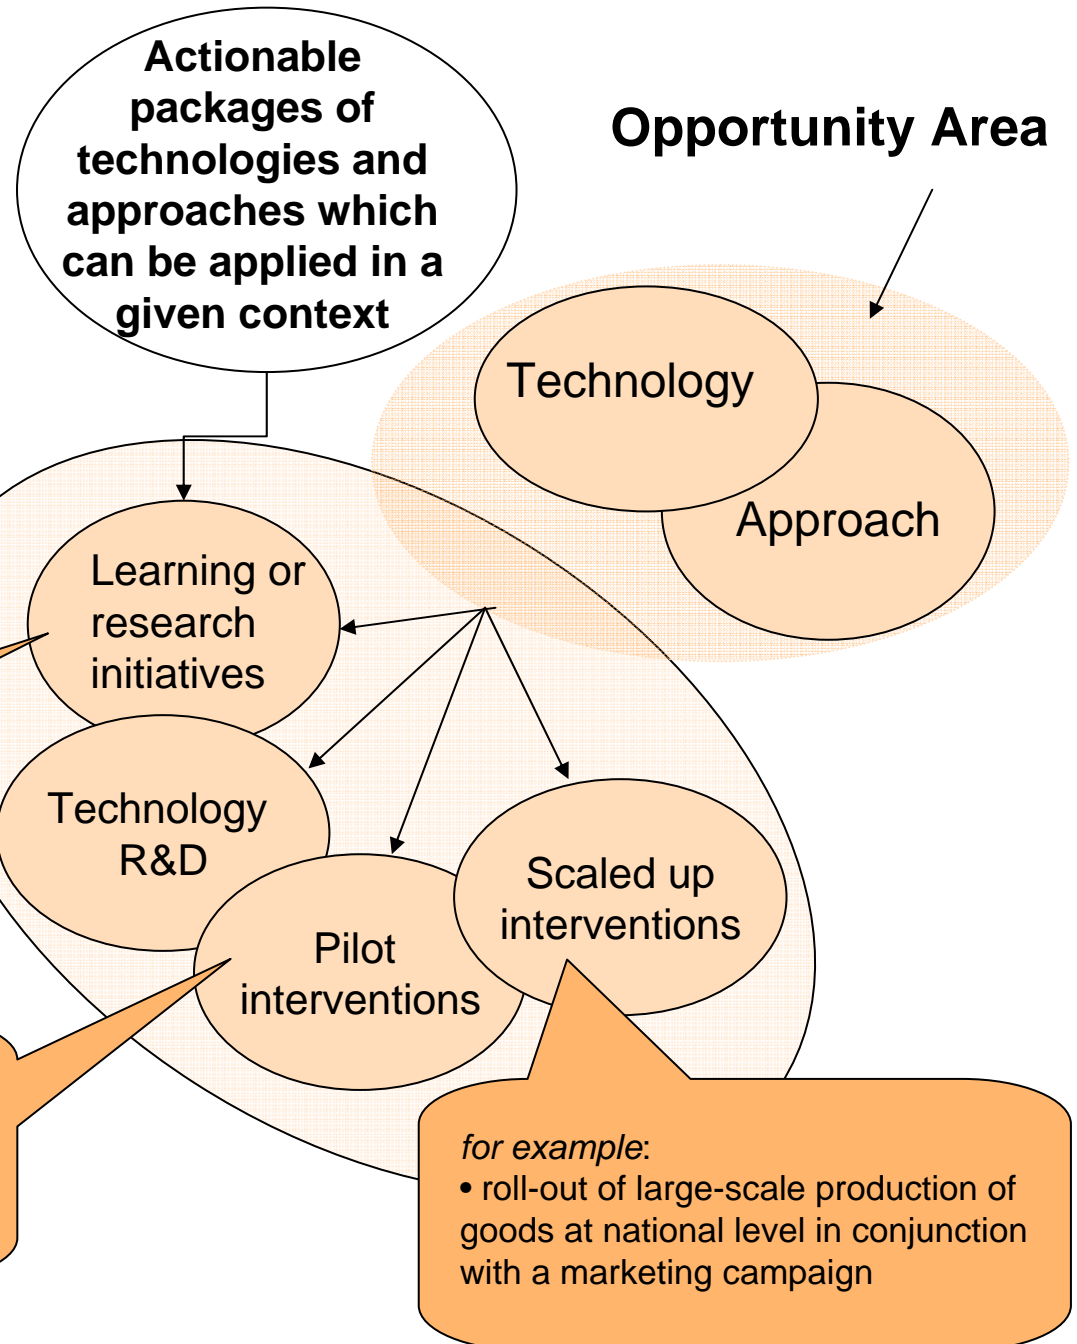 Actionable
packages of
technologies and
approaches which
can be applied in a
given context
Opportunity Area
Technology
Approach
Learning or
research
initiatives
Technology
R&D
Pilot
interventions
Scaled up
interventions
for example:
• roll-out of large-scale production of
goods at national level in conjunction
with a marketing campaign